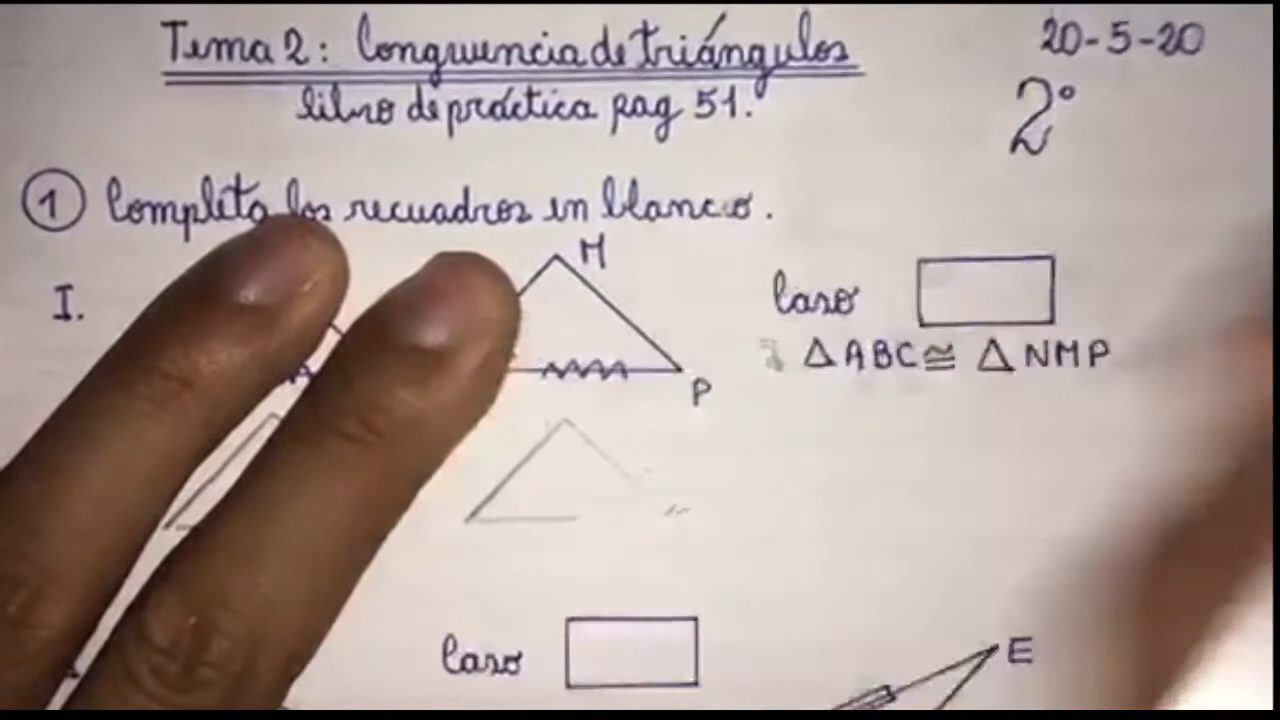 Tema 2: Congruencia de triángulos
20-5-20
libro de práctica pag 51.
2°
1 Completa los recuadros en blanco.
I.
M
Caso
△ABC≅ △NMP
P
Caso
E